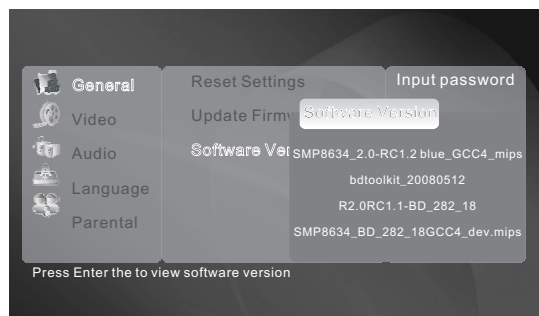 General
Video
Audio
Language
Parental
Reset Settings
Update Firmw
Software Ver
Input password
Software Version
SMP8634_2.0-RC1.2 blue_GCC4_mips
bdtoolkit_20080512
R2.0RC1.1-BD_282_18
SMP8634_BD_282_18GCC4_dev.mips
Press Enter the to view software version